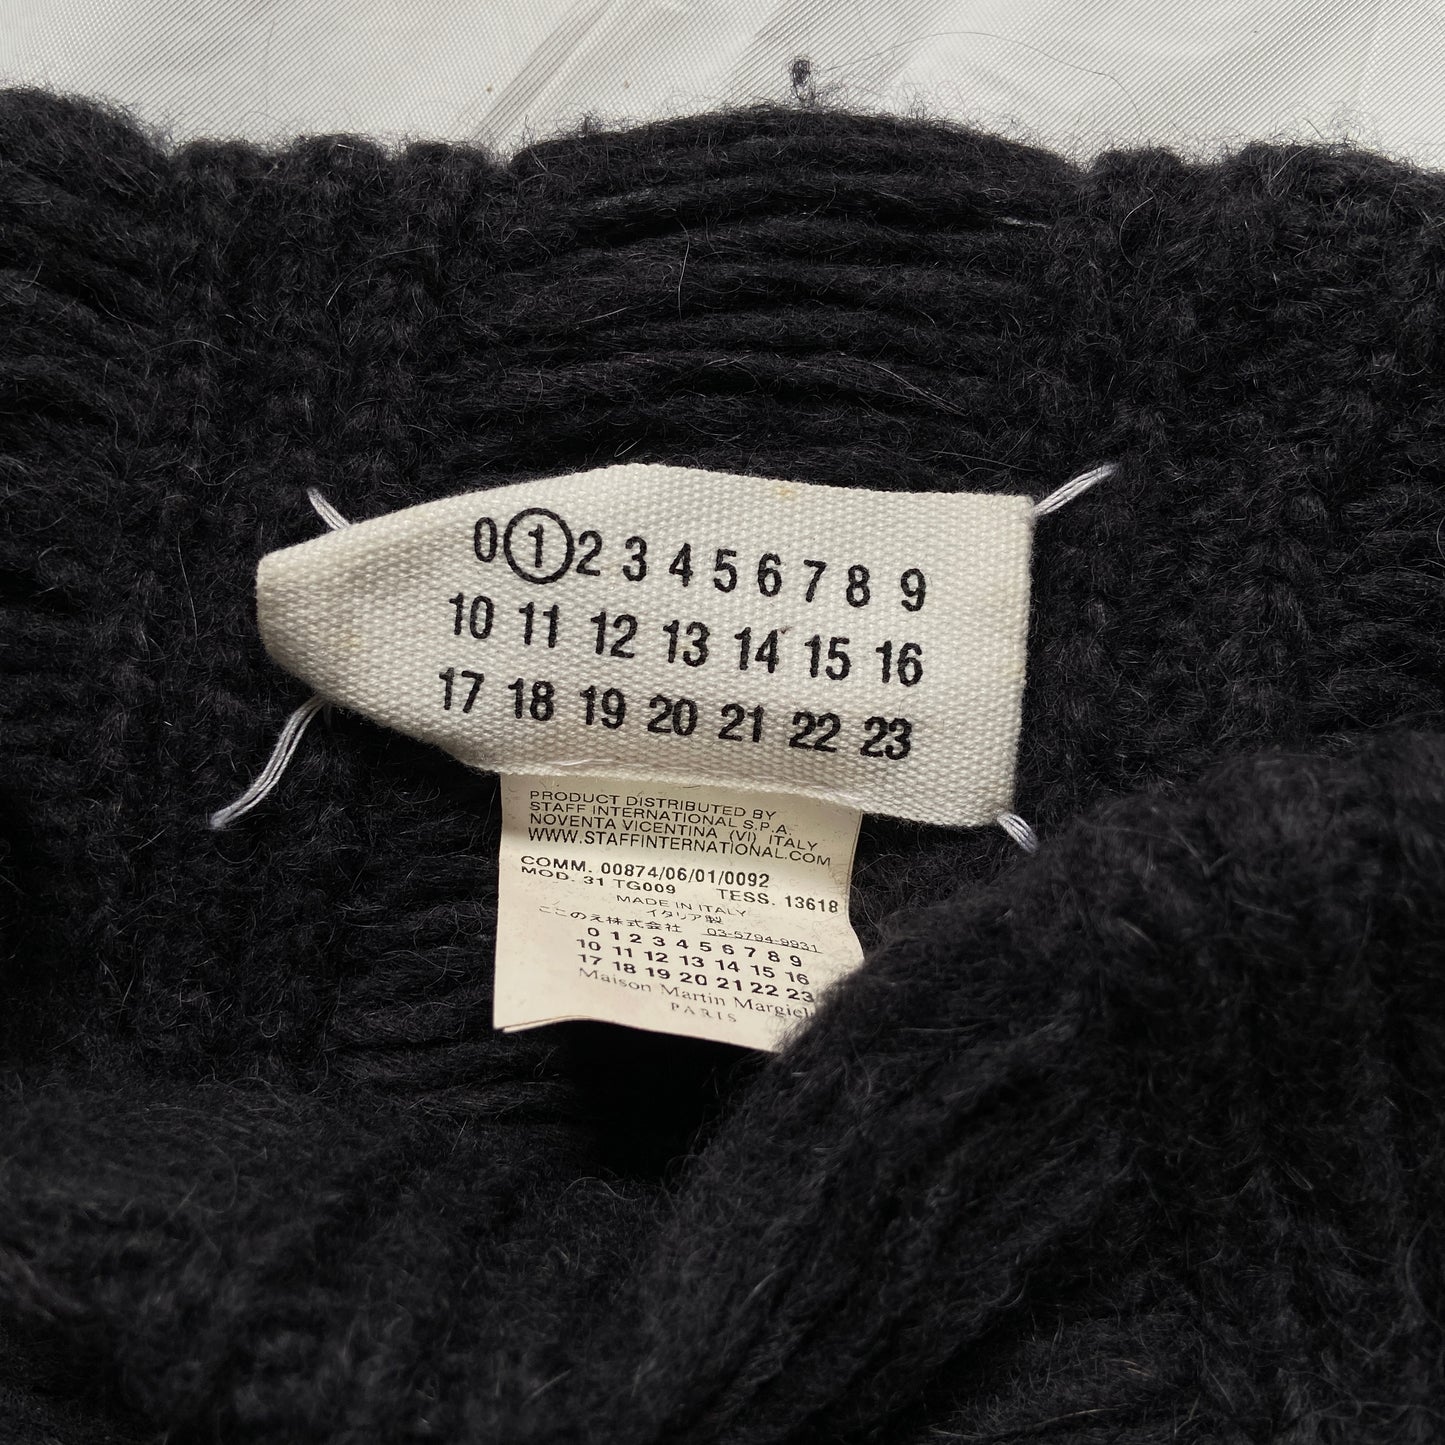 0 1 2 3 4 5 6 7 8 9
10 11 12 13 14 15 16
17 18 19 20 21 22 23
PRODUCT DISTRIBUTED BY
STAFF INTERNATIONAL S.P.A.
NOVENTA VICENTINA (VI) ITALY
WWW.STAFFINTERNATIONAL.COM
COMM. 00874/06/01/0092
MOD. 31 TG009 TESS. 13618
MADE IN ITALY
イタリア製
ここのえ株式会社 03-5794-9931
0 1 2 3 4 5 6 7 8 9
10 11 12 13 14 15 16
17 18 19 20 21 22 23
Maison Martin Margiel
PARIS